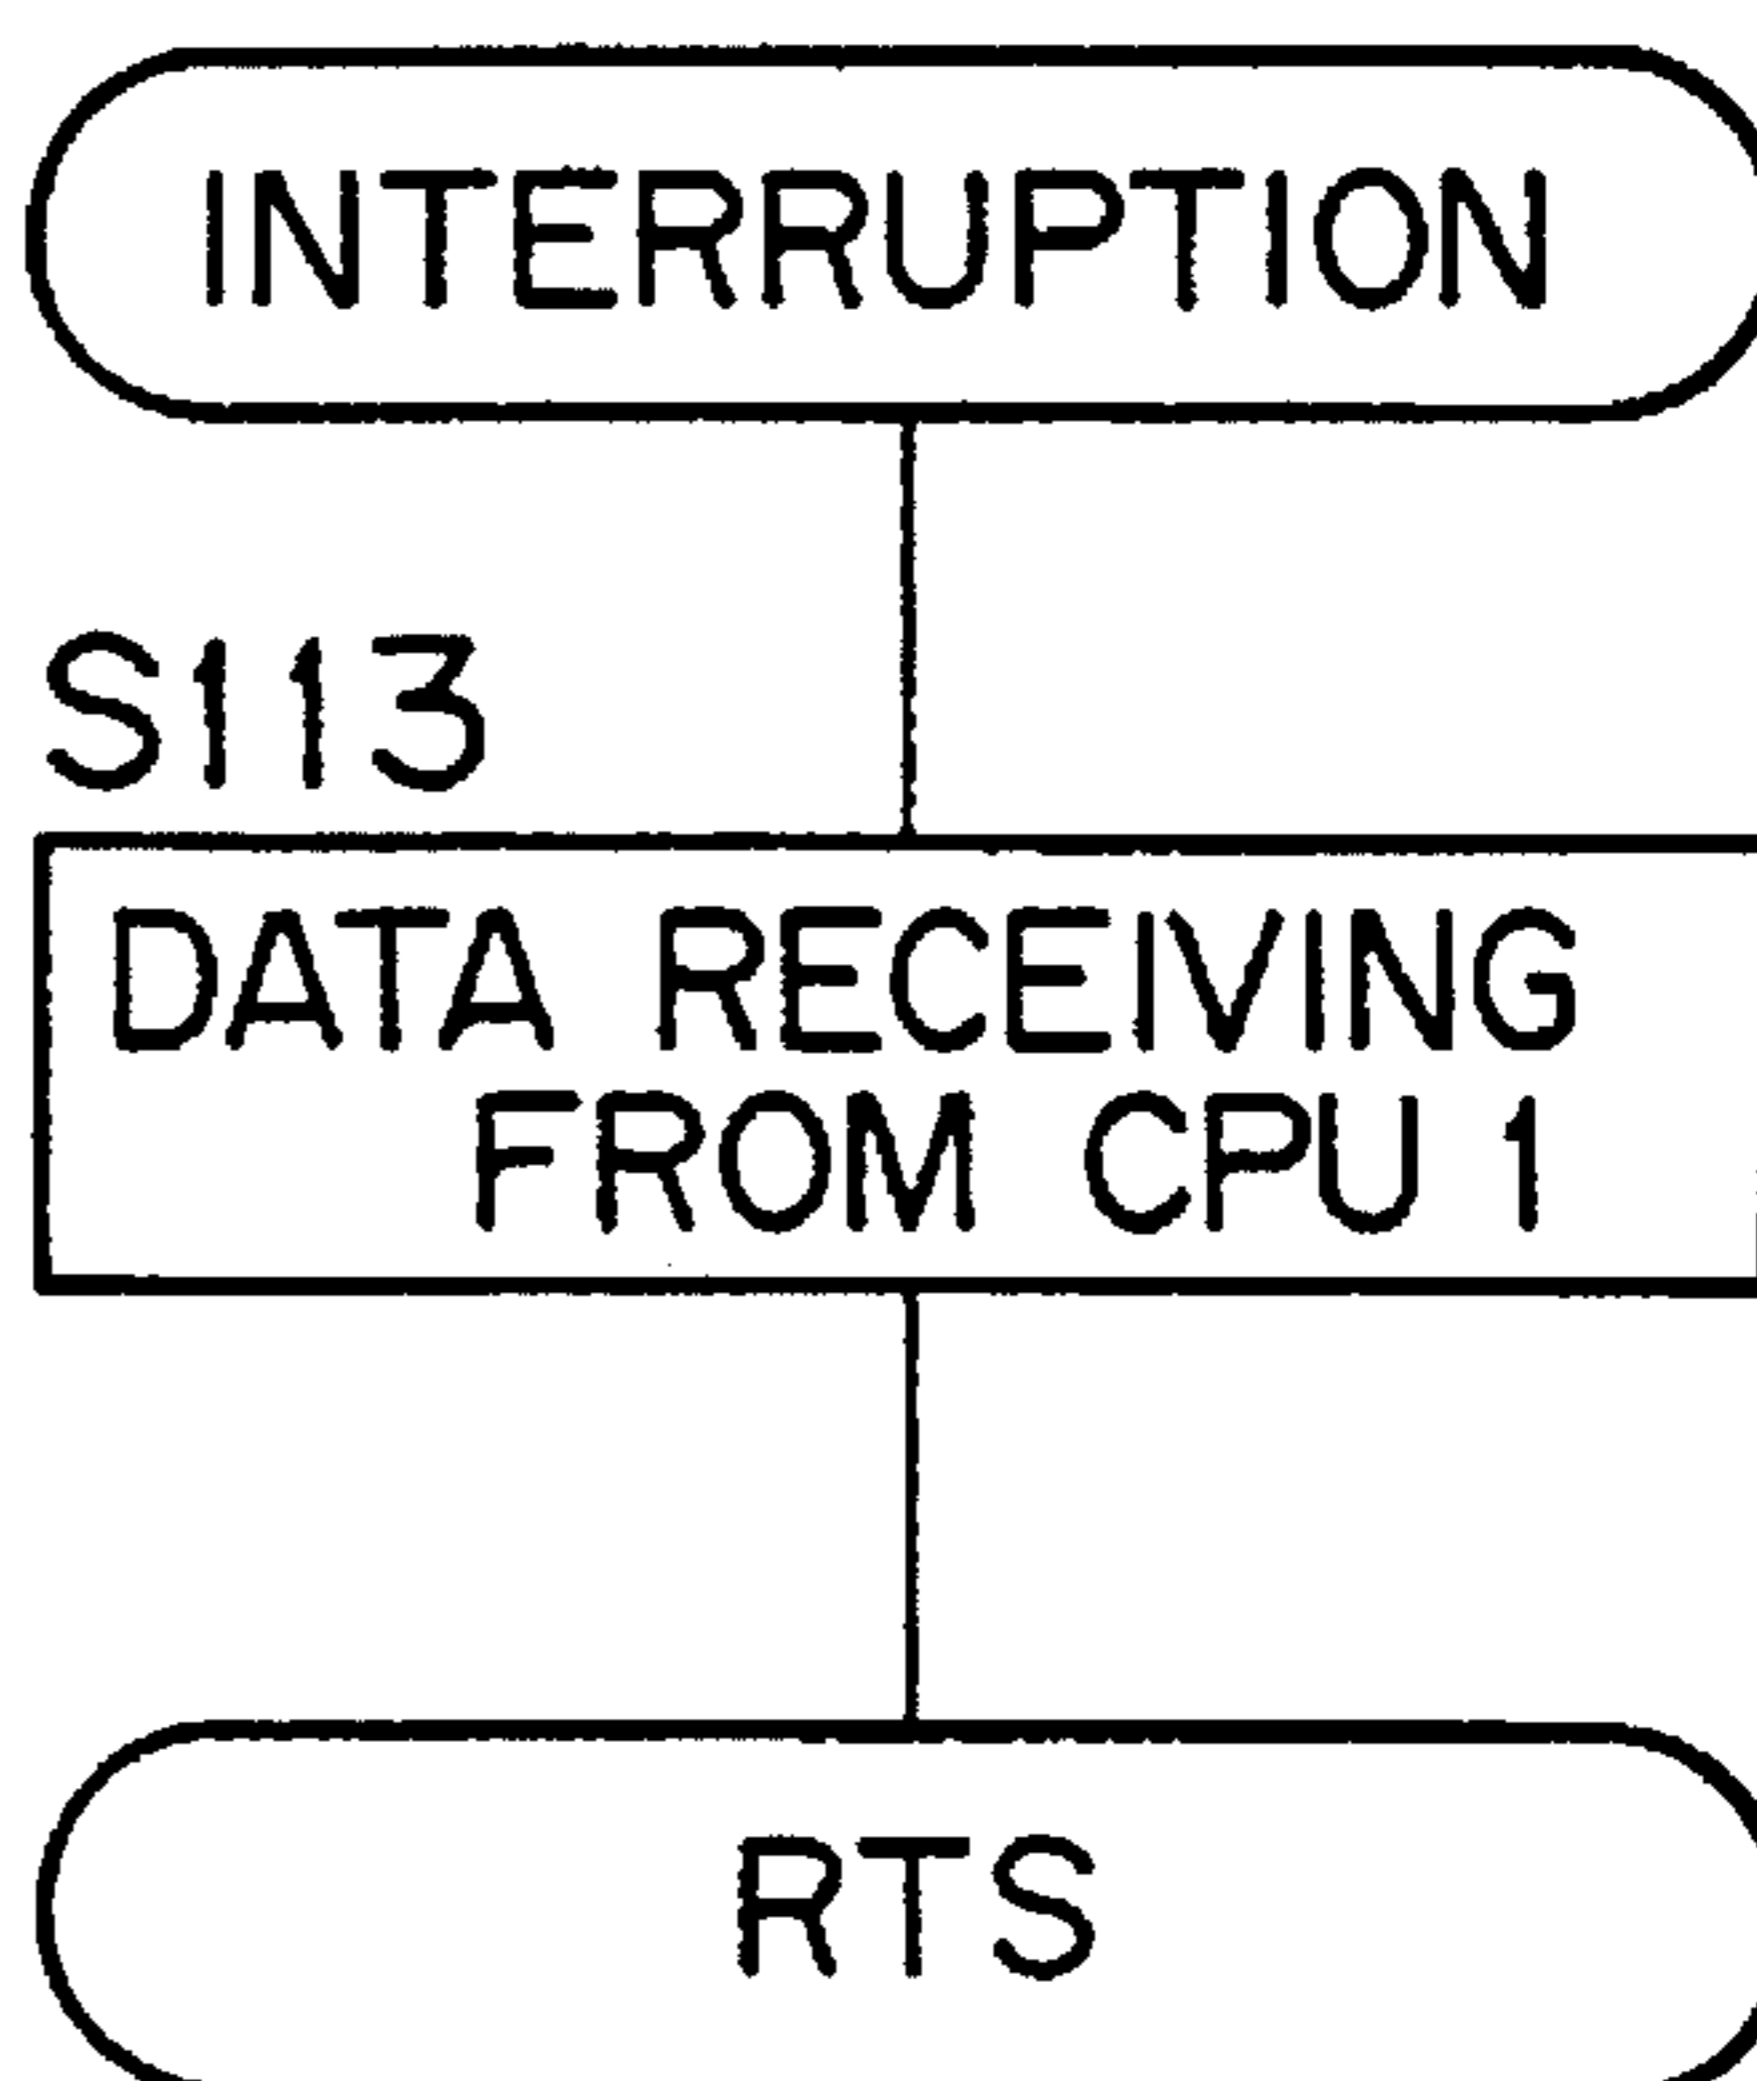 INTERRUPTION
S113
DATA RECEIVING
FROM CPU 1
RTS